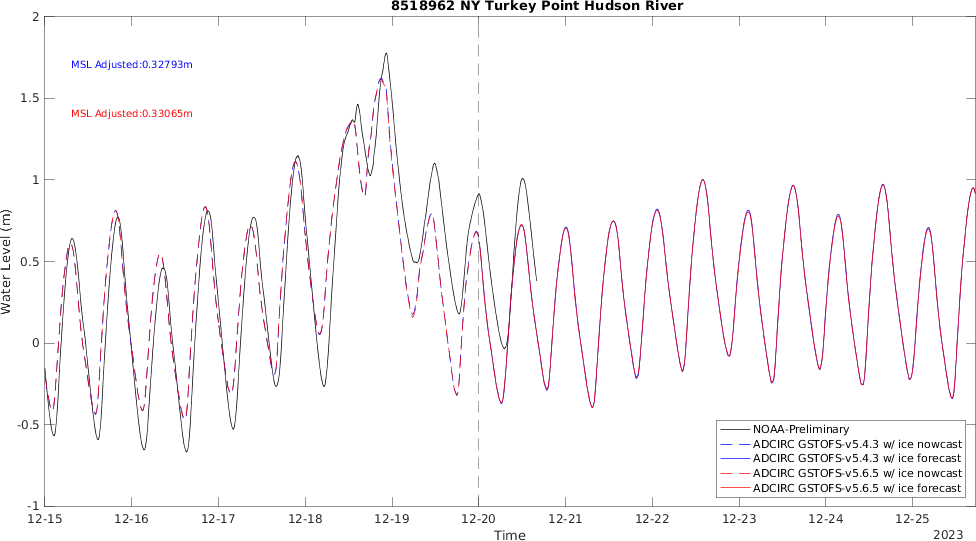 8518962 NY Turkey Point Hudson River
2
1.5
1
0.5
0
-0.5
-1
Water Level (m)
MSL Adjusted:0.32793m
MSL Adjusted:0.33065m
NOAA-Preliminary
ADCIRC GSTOFS-v5.4.3 w/ ice nowcast
ADCIRC GSTOFS-v5.4.3 w/ ice forecast
ADCIRC GSTOFS-v5.6.5 w/ ice nowcast
ADCIRC GSTOFS-v5.6.5 w/ ice forecast
12-15 12-16 12-17 12-18 12-19 12-20 12-21 12-22 12-23 12-24 12-25
Time
2023